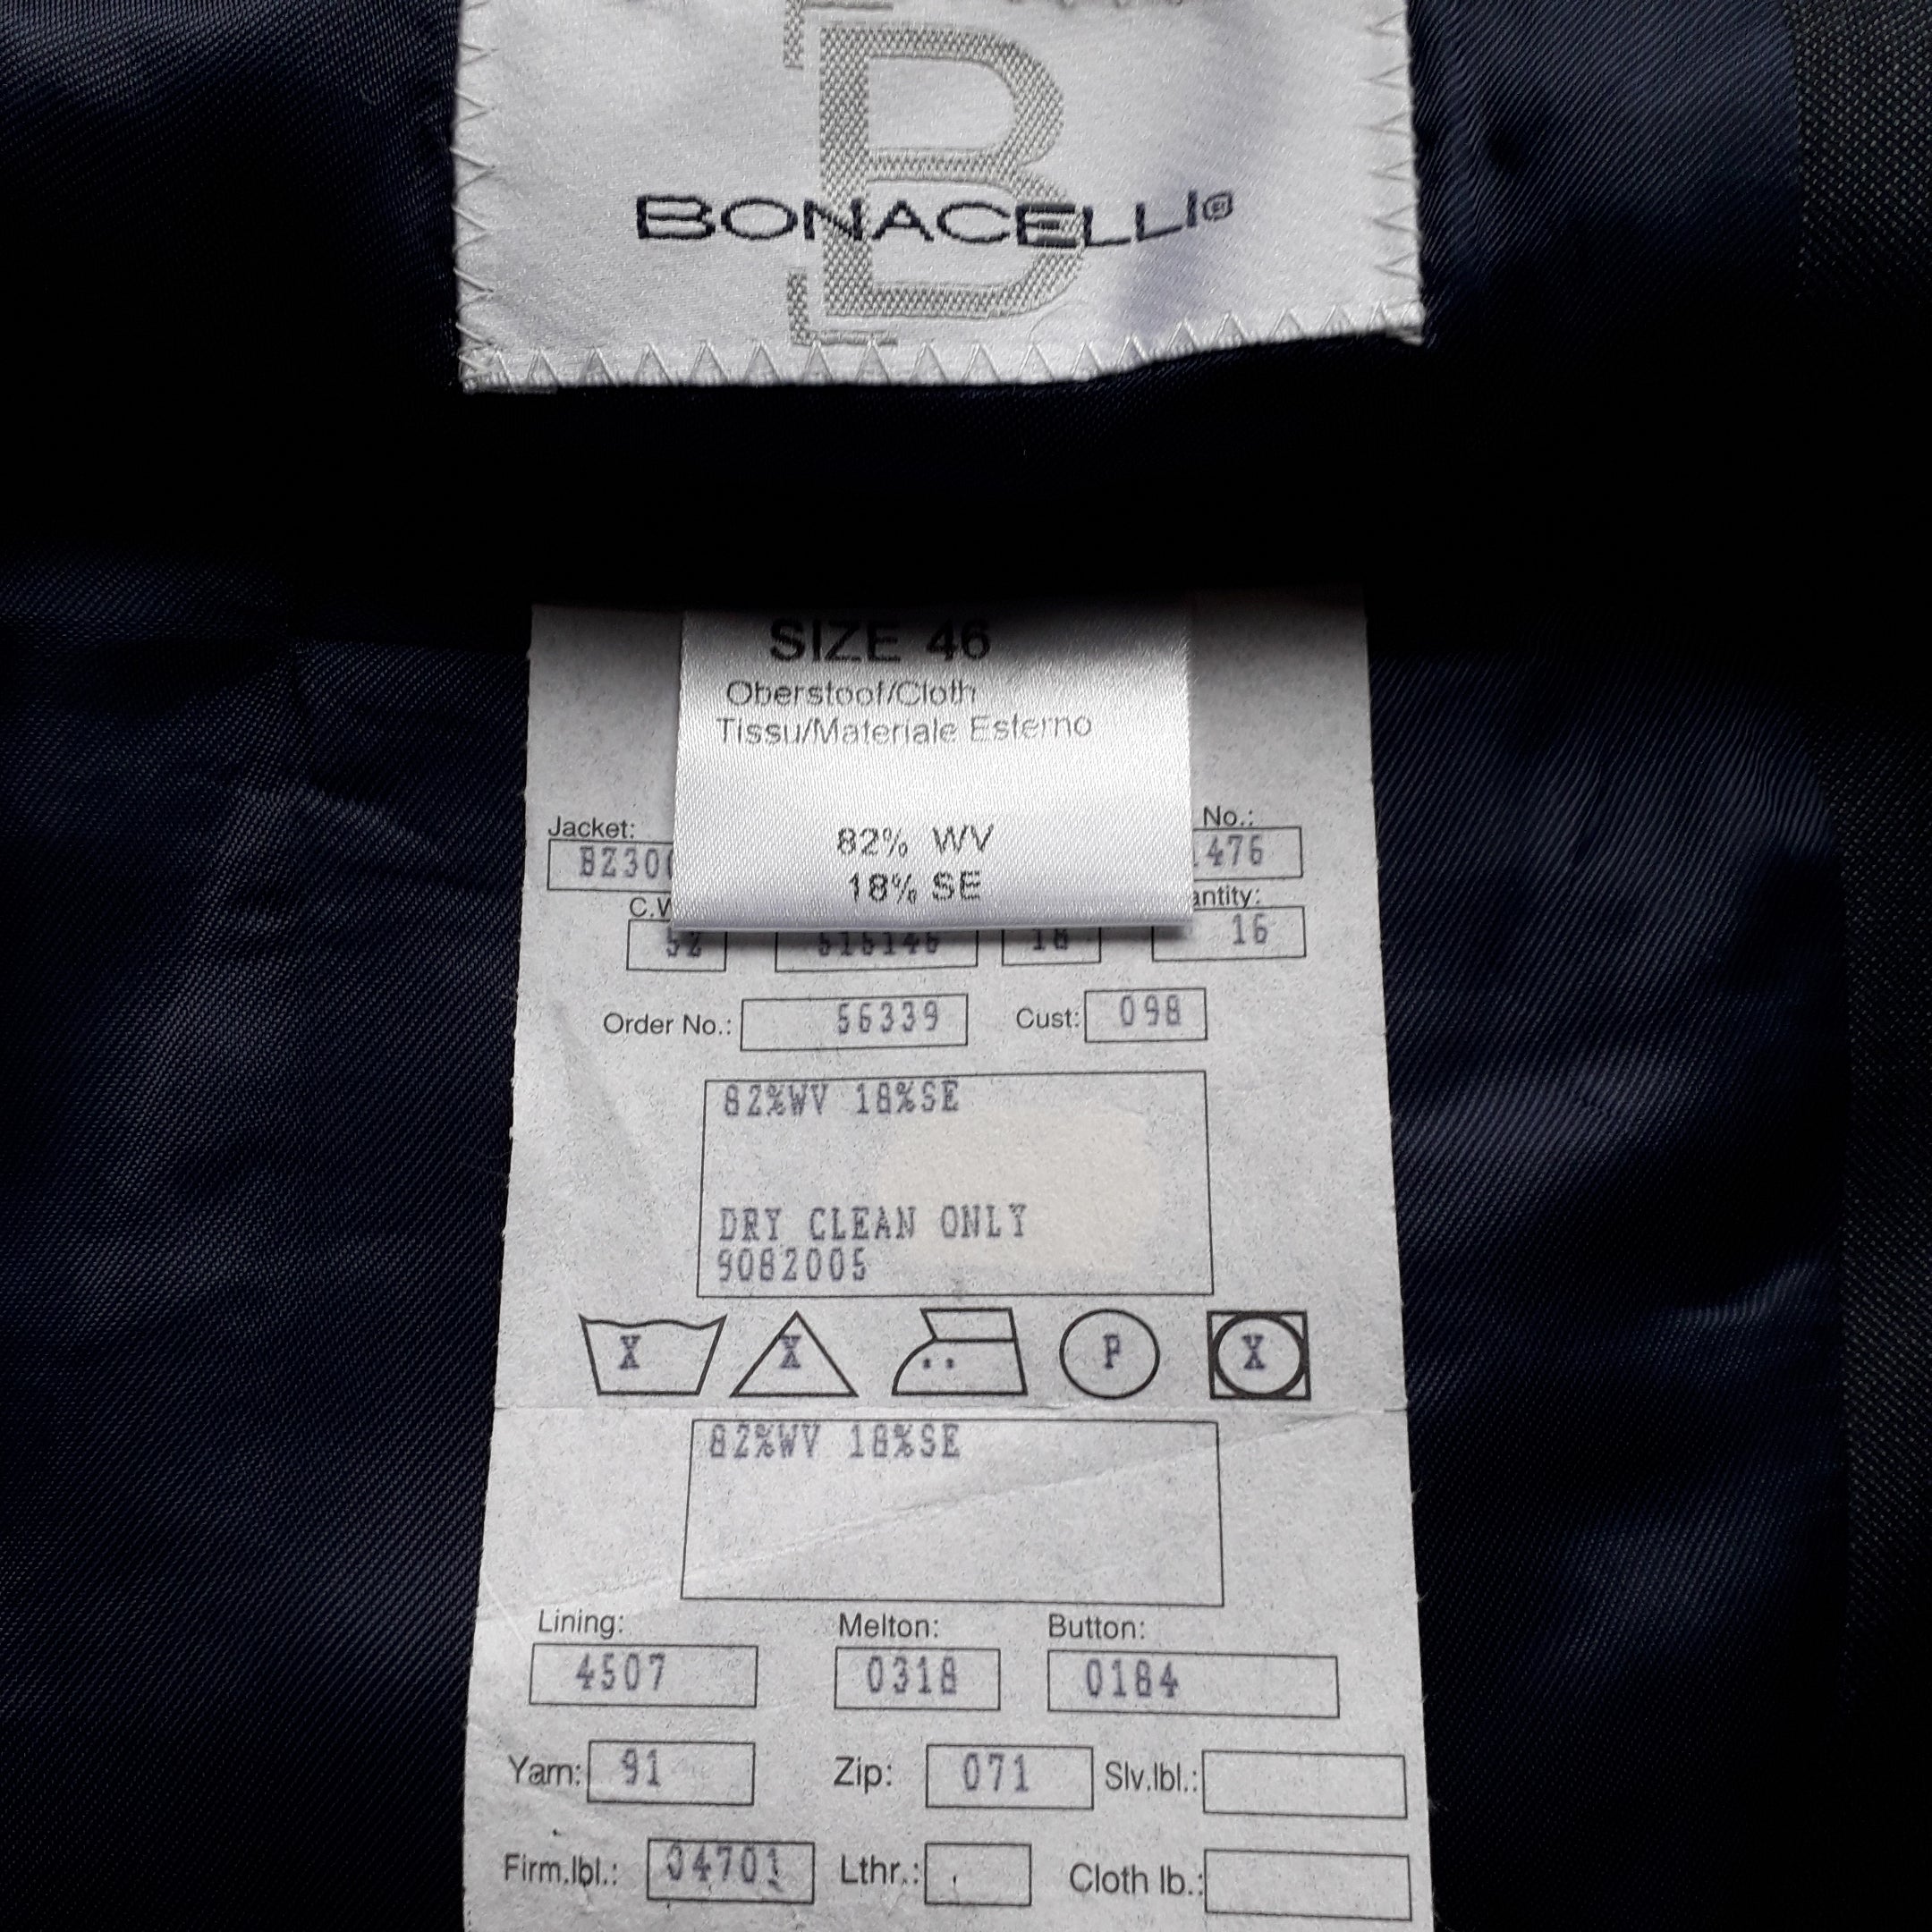 B
BONACELLI®
SIZE 46
Oberstoof/Cloth
Tissu/Materiale Esterno
82% WV
18% SE
Jacket:
No.:
476
16
Order No.: 56339 Cust: 098
82%WV 18%SE
DRY CLEAN ONLY
9082005
X X P X
82%WV 18%SE
Lining: Melton: Button:
4507 0318 0184
Yarn: 91 Zip: 071 Slv.lbl.:
Firm.lbl.: 04701 Lthr.: Cloth lb.: